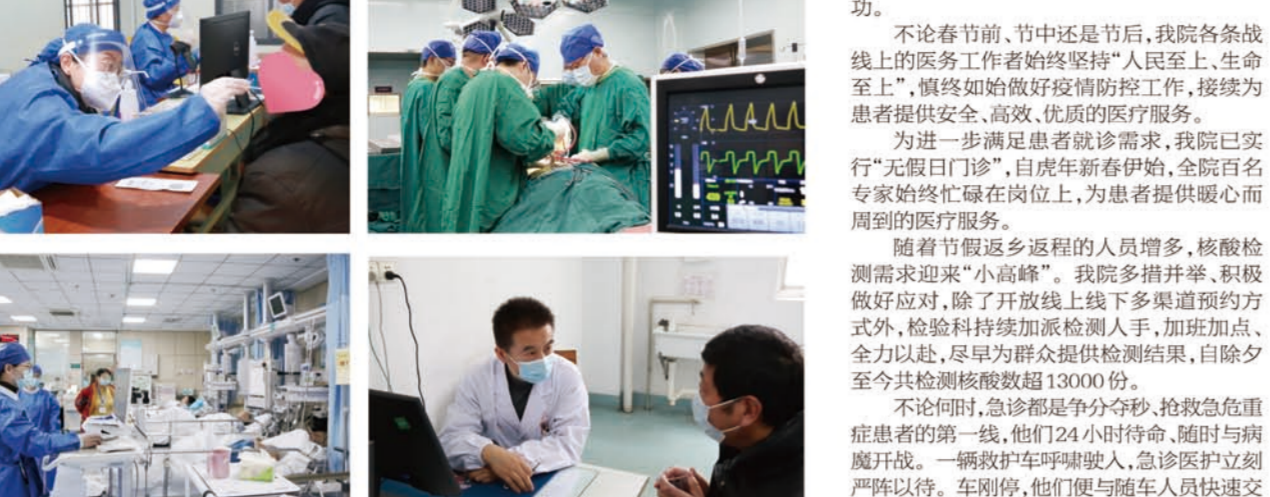 功。
不论春节前、节中还是节后,我院各条战
线上的医务工作者始终坚持“人民至上、生命
至上”,慎终如始做好疫情防控工作,接续为
患者提供安全、高效、优质的医疗服务。
为进一步满足患者就诊需求,我院已实
行“无假日门诊”,自虎年新春伊始,全院百名
专家始终忙碌在岗位上,为患者提供暖心而
周到的医疗服务。
随着节假返乡返程的人员增多,核酸检
测需求迎来“小高峰”。我院多措并举、积极
做好应对,除了开放线上线下多渠道预约方
式外,检验科持续加派检测人手,加班加点、
全力以赴,尽早为群众提供检测结果,自除夕
至今共检测核酸数超13000份。
不论何时,急诊都是争分夺秒、抢救急危重
症患者的第一线,他们24小时待命、随时与病
魔开战。一辆救护车呼啸驶入,急诊医护立刻
严阵以待。车刚停,他们便与随车人员快速交